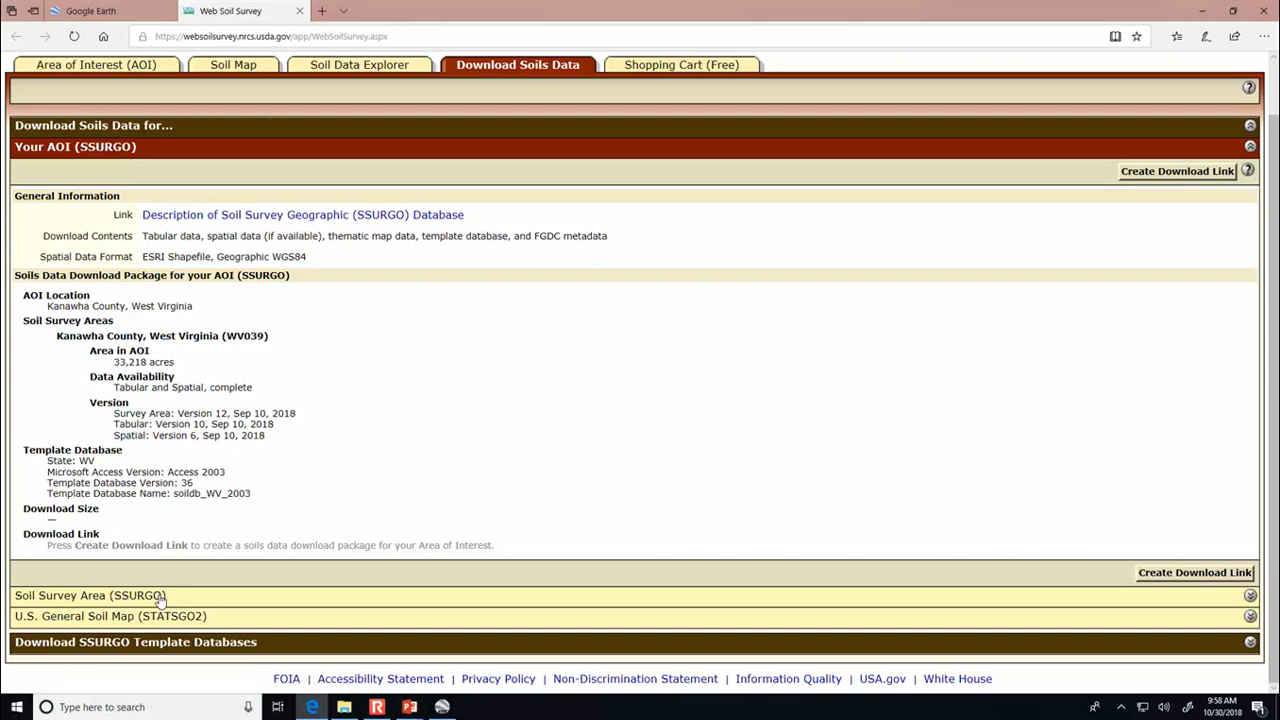 Google Earth
Web Soil Survey
https://websoilsurvey.nrcs.usda.gov/app/WebSoilSurvey.aspx
Area of Interest (AOI)
Soil Map
Soil Data Explorer
Download Soils Data
Shopping Cart (Free)
Download Soils Data for...
Your AOI (SSURGO)
Create Download Link
General Information
Link Description of Soil Survey Geographic (SSURGO) Database
Download Contents Tabular data, spatial data (if available), thematic map data, template database, and FGDC metadata
Spatial Data Format ESRI Shapefile, Geographic WGS84
Soils Data Download Package for your AOI (SSURGO)
AOI Location
Kanawha County, West Virginia
Soil Survey Areas
Kanawha County, West Virginia (WV039)
Area in AOI
33,218 acres
Data Availability
Tabular and Spatial, complete
Version
Survey Area: Version 12, Sep 10, 2018
Tabular: Version 10, Sep 10, 2018
Spatial: Version 6, Sep 10, 2018
Template Database
State: WV
Microsoft Access Version: Access 2003
Template Database Version: 36
Template Database Name: soildb_WV_2003
Download Size
—
Download Link
Press Create Download Link to create a soils data download package for your Area of Interest.
Create Download Link
Soil Survey Area (SSURGO)
U.S. General Soil Map (STATSGO2)
Download SSURGO Template Databases
FOIA | Accessibility Statement | Privacy Policy | Non-Discrimination Statement | Information Quality | USA.gov | White House
Type here to search
9:58 AM
10/30/2018